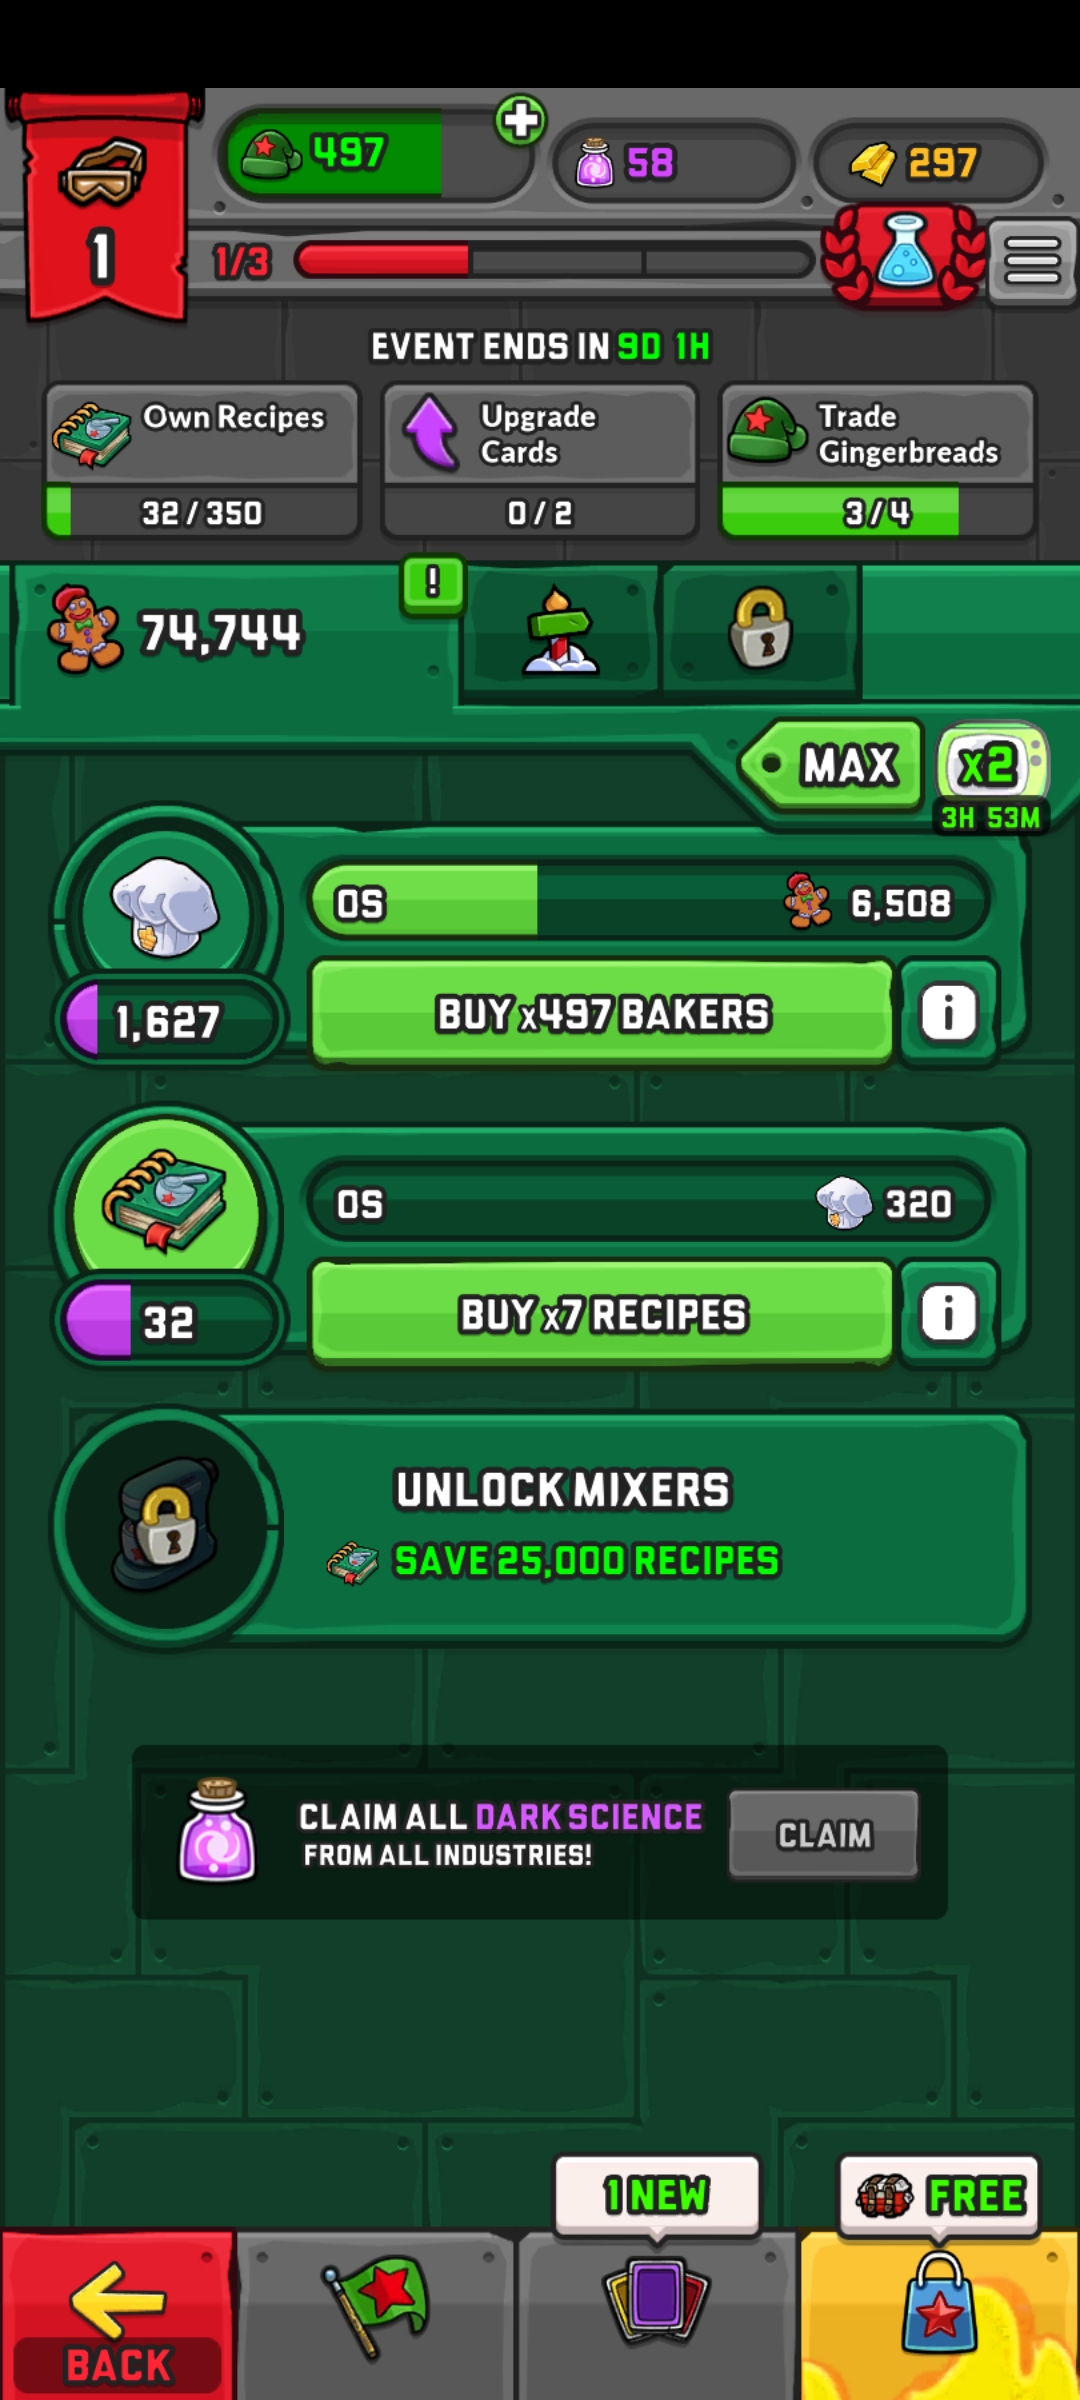 497
58
297
1
1/3
EVENT ENDS IN 9D 1H
Own Recipes
32/350
Upgrade
Cards
0/2
Trade
Gingerbreads
3/4
74,744
!
MAX
x2
3H 53M
0S
6,508
1,627
BUY x497 BAKERS
i
0S
320
32
BUY x7 RECIPES
i
UNLOCK MIXERS
SAVE 25,000 RECIPES
CLAIM ALL DARK SCIENCE
FROM ALL INDUSTRIES!
CLAIM
1 NEW
FREE
BACK